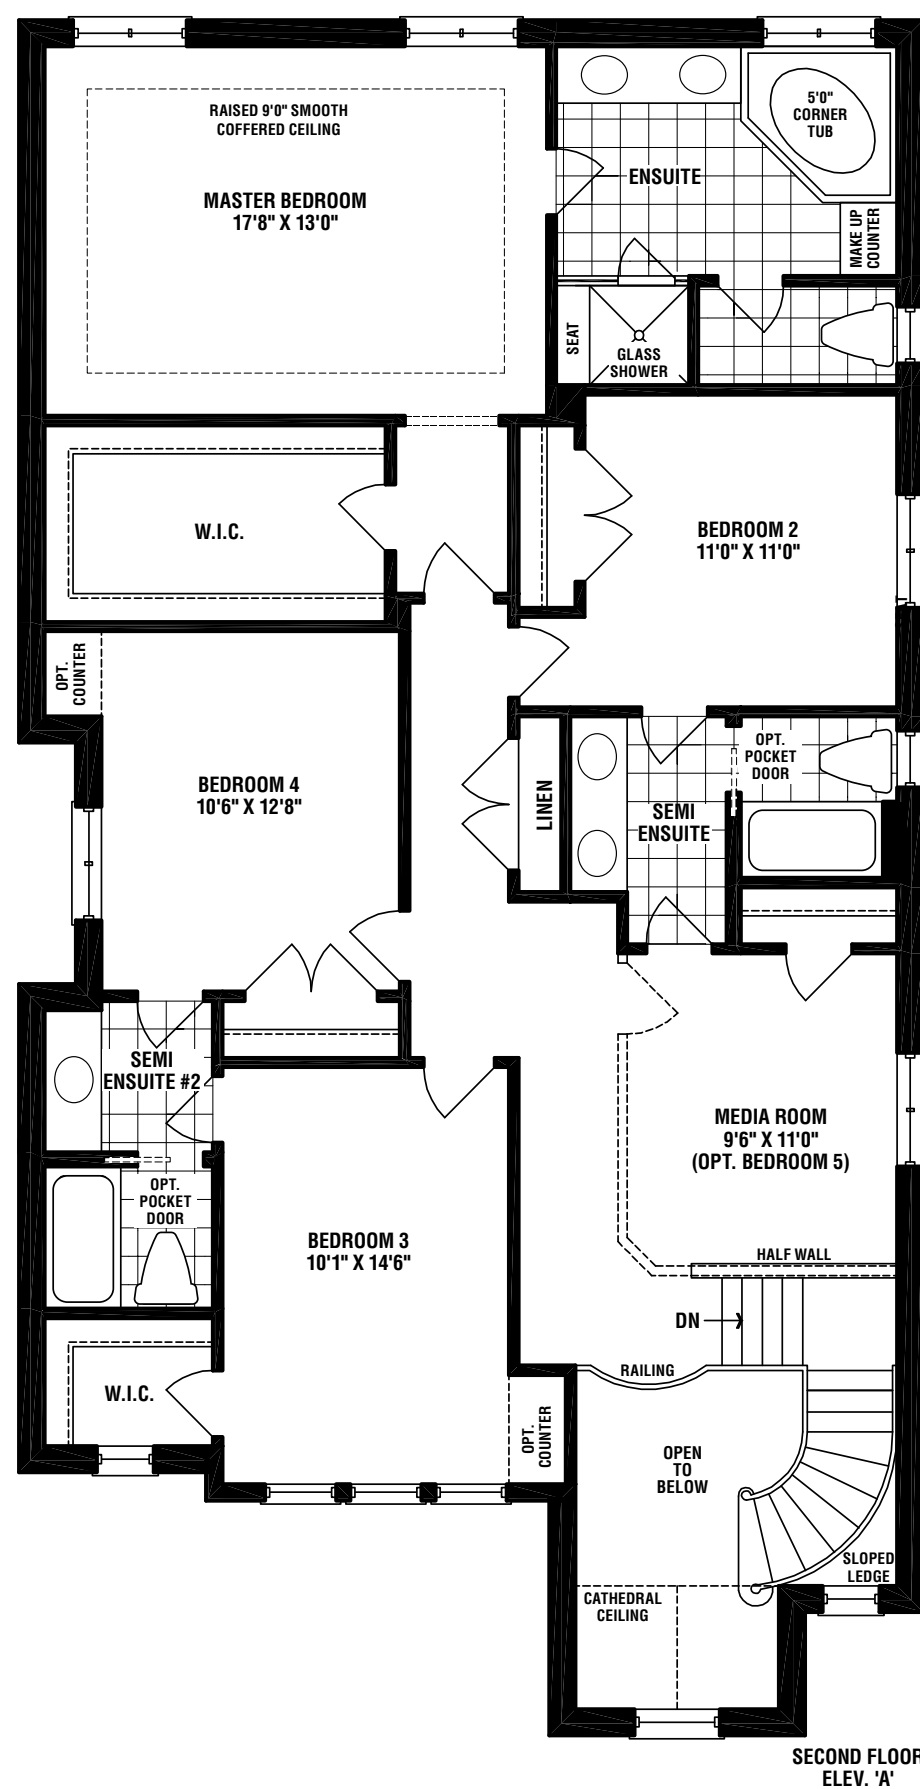 RAISED 9'0" SMOOTH
COFFERED CEILING
MASTER BEDROOM
17'8" X 13'0"
5'0"
CORNER
TUB
ENSUITE
MAKE UP
COUNTER
SEAT
GLASS
SHOWER
W.I.C.
BEDROOM 2
11'0" X 11'0"
OPT.
COUNTER
BEDROOM 4
10'6" X 12'8"
LINEN
OPT.
POCKET
DOOR
SEMI
ENSUITE
SEMI
ENSUITE #2
MEDIA ROOM
9'6" X 11'0"
(OPT. BEDROOM 5)
OPT.
POCKET
DOOR
BEDROOM 3
10'1" X 14'6"
HALF WALL
DN
RAILING
W.I.C.
OPT.
COUNTER
OPEN
TO
BELOW
SLOPED
LEDGE
CATHEDRAL
CEILING
SECOND FLOOR
ELEV. 'A'